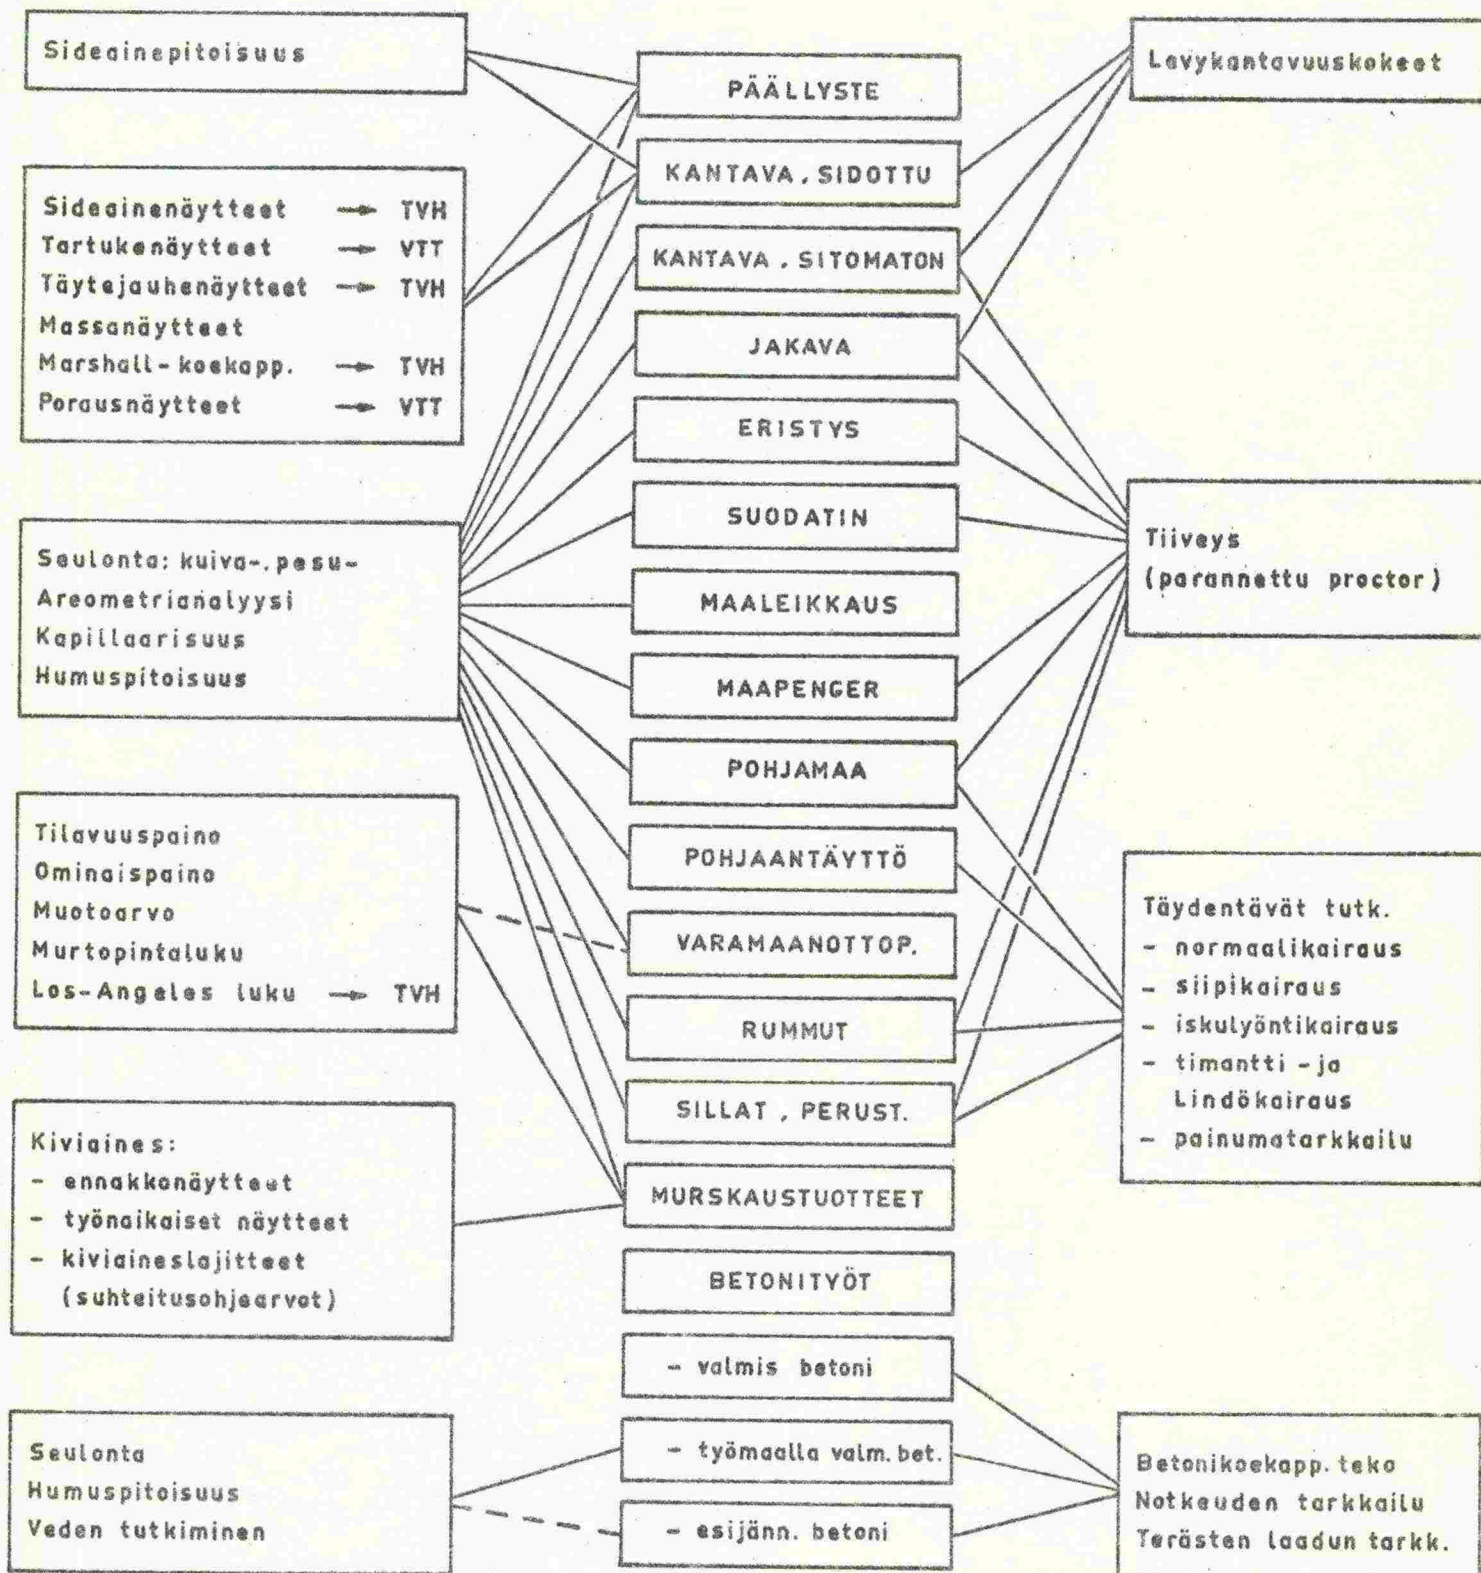 Sideainepitoisuus
Sideainenäytteet → TVH
Tartukenäytteet → VTT
Täytejauhenäytteet → TVH
Massanäytteet
Marshall-koekapp. → TVH
Porausnäytteet → VTT
Seulonta: kuiva-, pesu-
Areometrianalyysi
Kapillaarisuus
Humuspitoisuus
Tilavuuspaino
Ominaispaino
Muotoarvo
Murtopintaluku
Los-Angeles luku → TVH
Kiviaines:
- ennakkonäytteet
- työnaikaiset näytteet
- kiviaineslajitteet
(suhteitusohjearvot)
Seulonta
Humuspitoisuus
Veden tutkiminen
PÄÄLLYSTE
KANTAVA, SIDOTTU
KANTAVA, SITOMATON
JAKAVA
ERISTYS
SUODATIN
MAALEIKKAUS
MAAPENGER
POHJAMAA
POHJAANTÄYTTÖ
VARAMAANOTTOP.
RUMMUT
SILLAT, PERUST.
MURSKAUSTUOTTEET
BETONITYÖT
- valmis betoni
- työmaalla valm. bet.
- esijänn. betoni
Levykantavuuskokeet
Tiiveys
(parannettu proctor)
Täydentävät tutk.
- normaalikairaus
- siipikairaus
- iskulyöntikairaus
- timantti - ja
Lindökairaus
- painumatarkkailu
Betonikoekapp. teko
Notkeuden tarkkailu
Terästen laadun tarkk.